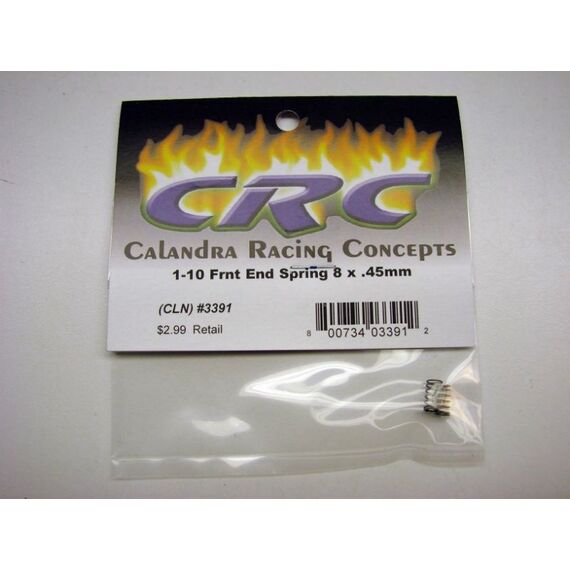 CRC
CALANDRA RACING CONCEPTS
1-10 Frnt End Spring 8 x .45mm
(CLN) #3391
$2.99 Retail
8 00734 03391 2